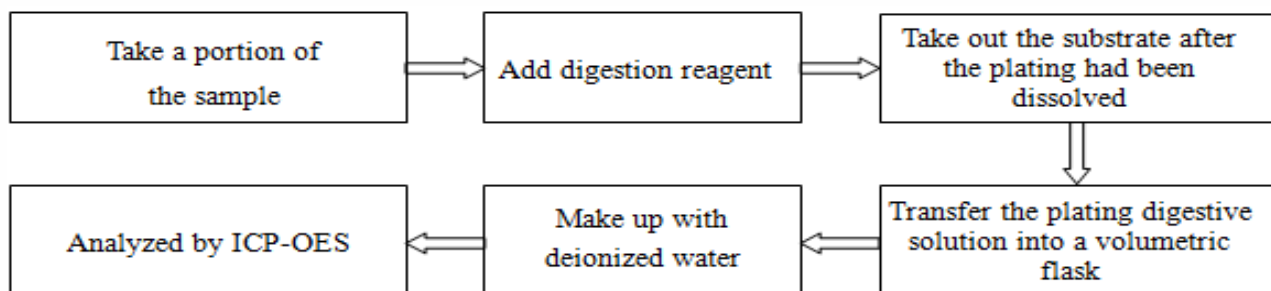 Take a portion of
the sample
Add digestion reagent
Take out the substrate after
the plating had been
dissolved
Transfer the plating digestive
solution into a volumetric
flask
Make up with
deionized water
Analyzed by ICP-OES